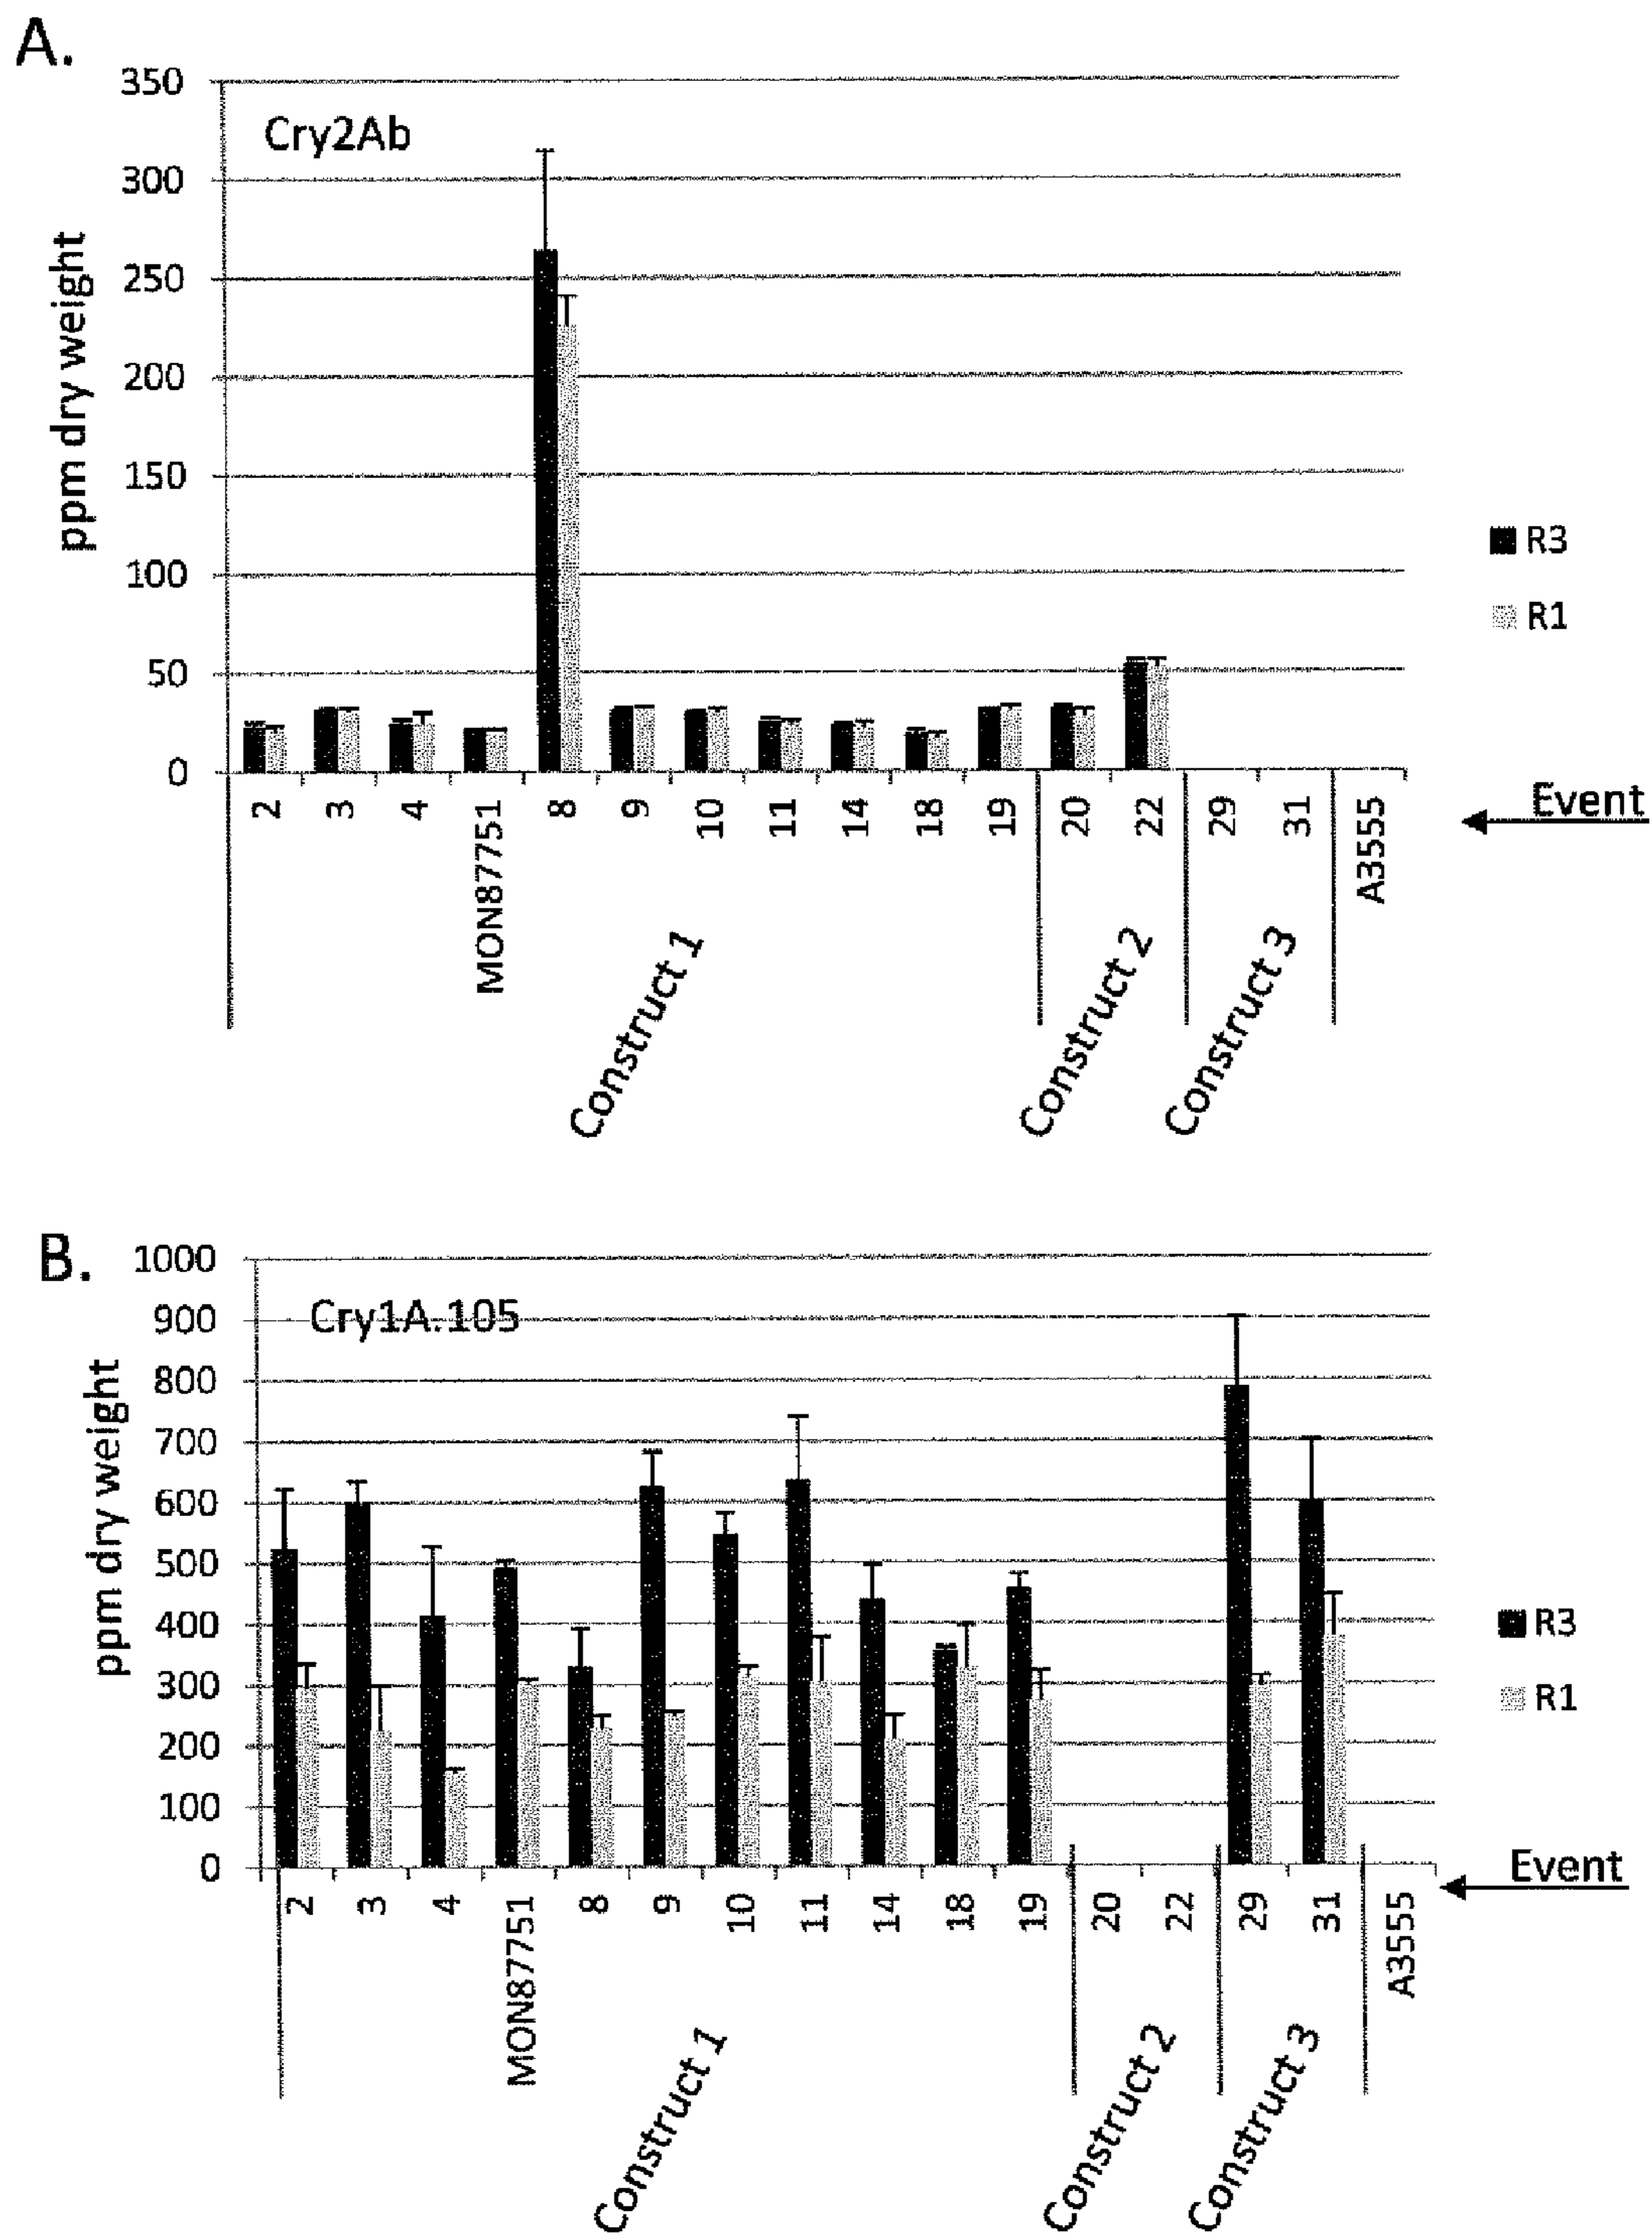 A.
350
Cry2Ab
300
250
200
150
100
50
0
ppm dry weight
R3
R1
2 3 4 MON87751 8 9 10 11 14 18 19 20 22 29 31 A3555
Event
Construct 1 Construct 2 Construct 3
B.
1000
Cry1A.105
900
800
700
600
500
400
300
200
100
0
ppm dry weight
R3
R1
2 3 4 MON87751 8 9 10 11 14 18 19 20 22 29 31 A3555
Event
Construct 1 Construct 2 Construct 3